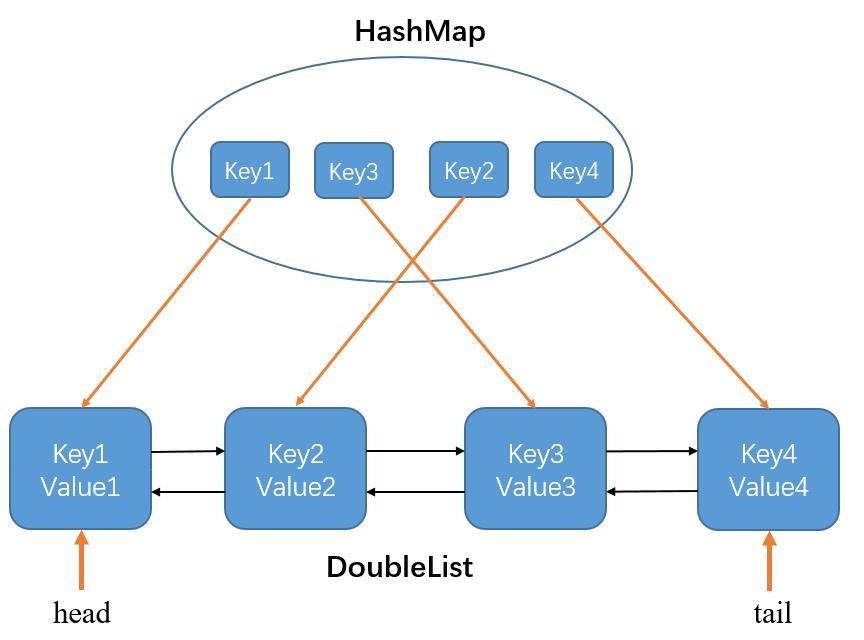 HashMap
Key1
Key3
Key2
Key4
Key1
Value1
Key2
Value2
Key3
Value3
Key4
Value4
DoubleList
head
tail